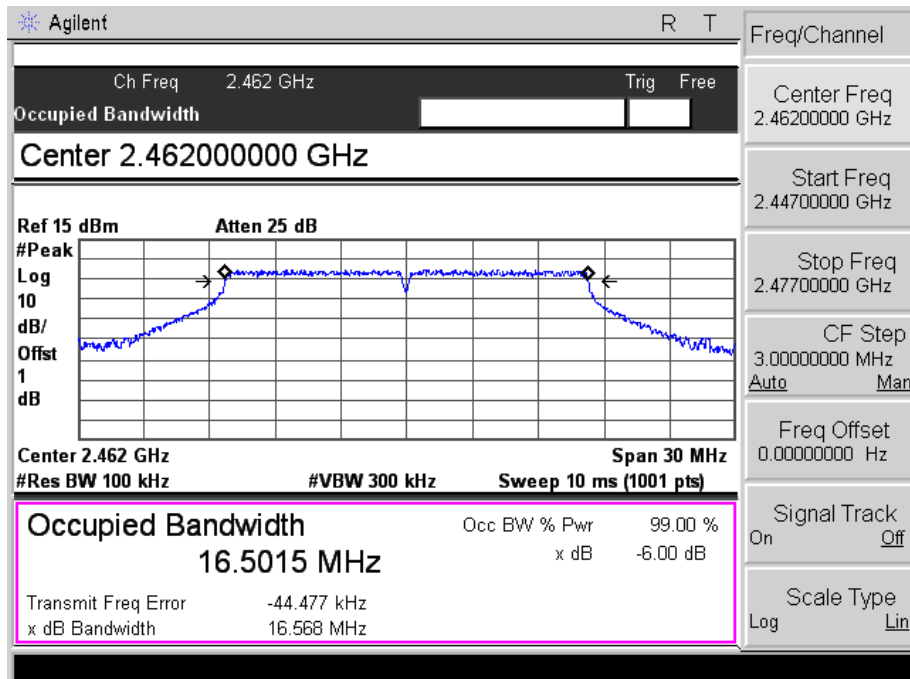 Agilent
R T
Freq/Channel
Ch Freq 2.462 GHz Trig Free
Occupied Bandwidth
Center 2.462000000 GHz
Ref 15 dBm Atten 25 dB
#Peak
Log
10
dB/
Offst
1
dB
Center 2.462 GHz Span 30 MHz
#Res BW 100 kHz #VBW 300 kHz Sweep 10 ms (1001 pts)
Occupied Bandwidth
16.5015 MHz
Occ BW % Pwr 99.00 %
x dB -6.00 dB
Transmit Freq Error -44.477 kHz
x dB Bandwidth 16.568 MHz
Center Freq
2.46200000 GHz
Start Freq
2.44700000 GHz
Stop Freq
2.47700000 GHz
CF Step
3.00000000 MHz
Auto Man
Freq Offset
0.00000000 Hz
Signal Track
On Off
Scale Type
Log Lin